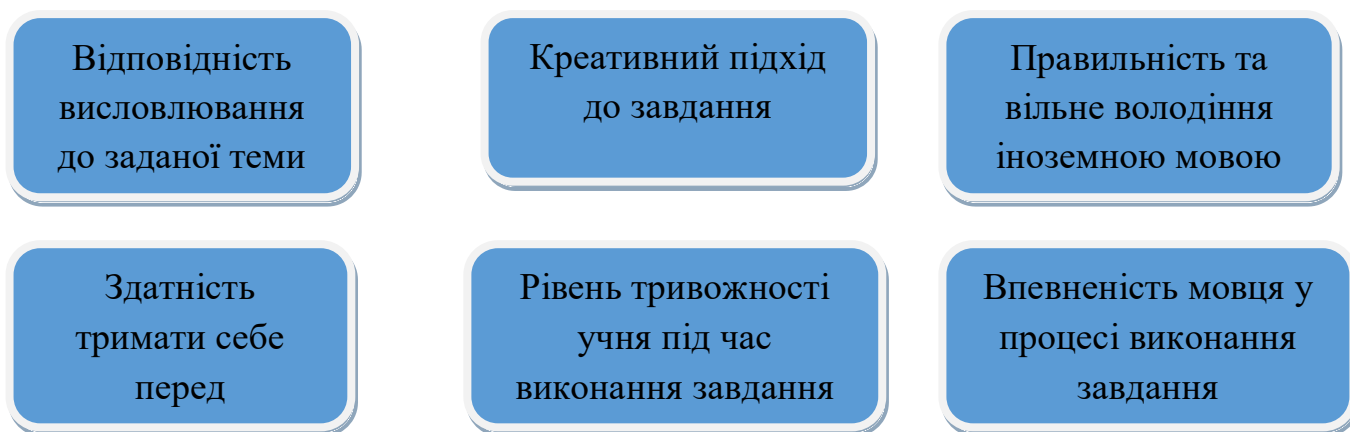 Відповідність
висловлювання
до заданої теми
Креативний підхід
до завдання
Правильність та
вільне володіння
іноземною мовою
Здатність
тримати себе
перед
Рівень тривожності
учня під час
виконання завдання
Впевненість мовця у
процесі виконання
завдання